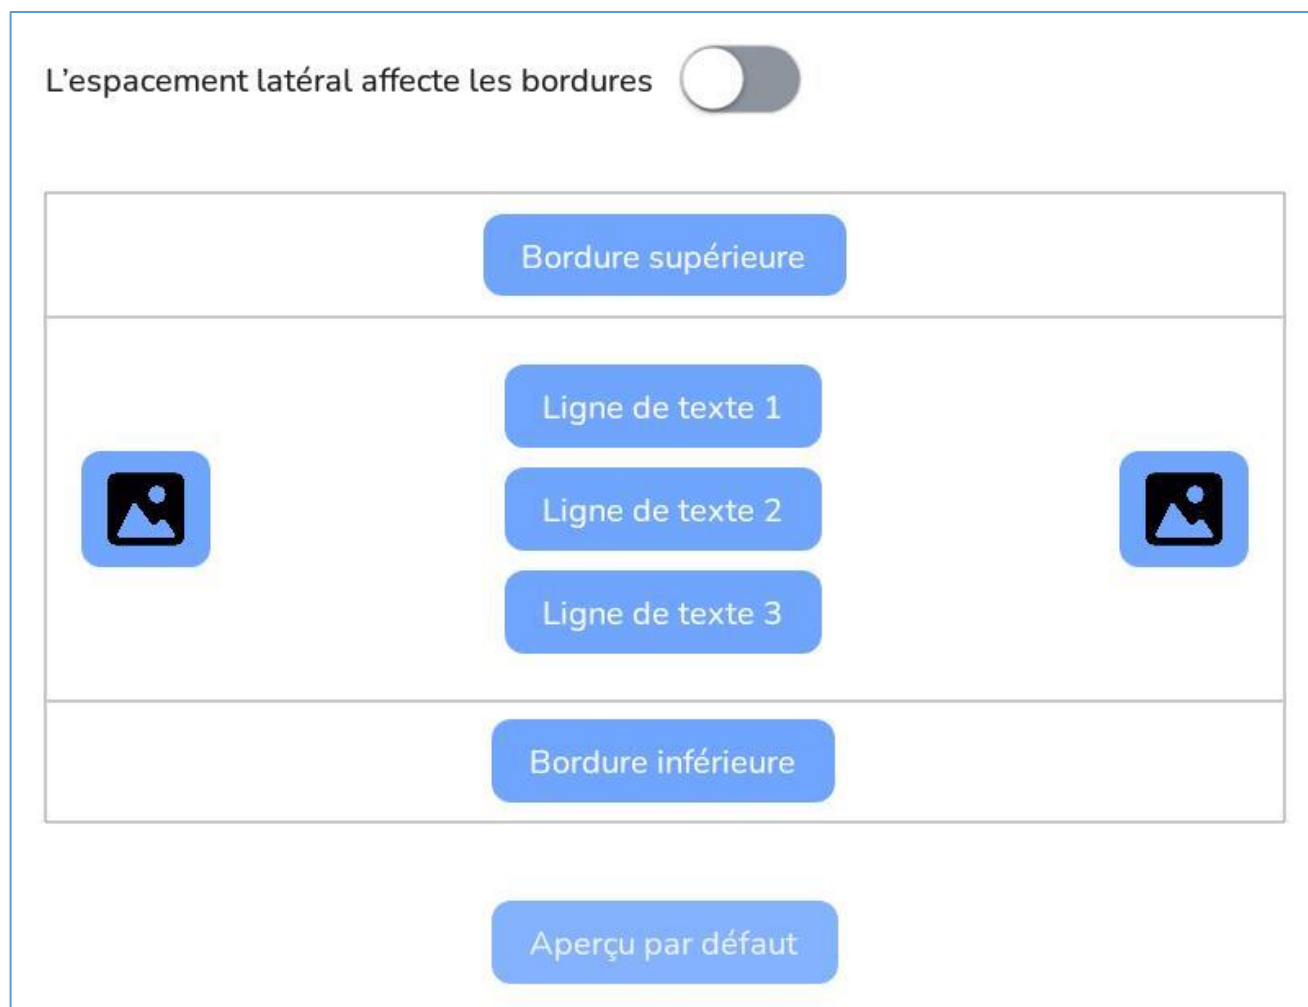 L’espacement latéral affecte les bordures
Bordure supérieure
Ligne de texte 1
Ligne de texte 2
Ligne de texte 3
Bordure inférieure
Aperçu par défaut